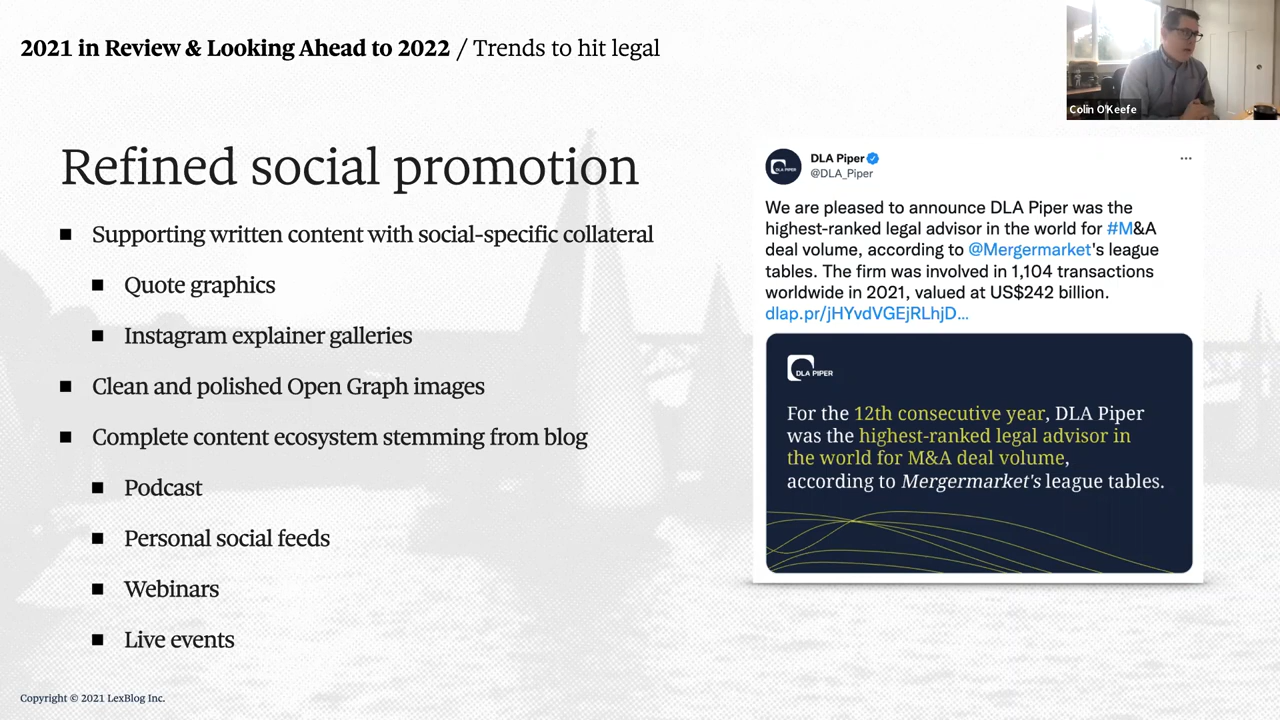 2021 in Review & Looking Ahead to 2022 / Trends to hit legal
Colin O'Keefe
Refined social promotion
Supporting written content with social-specific collateral
Quote graphics
Instagram explainer galleries
Clean and polished Open Graph images
Complete content ecosystem stemming from blog
Podcast
Personal social feeds
Webinars
Live events
DLA PIPER
DLA Piper
@DLA_Piper
We are pleased to announce DLA Piper was the
highest-ranked legal advisor in the world for #M&A
deal volume, according to @Mergermarket's league
tables. The firm was involved in 1,104 transactions
worldwide in 2021, valued at US$242 billion.
dlap.pr/jHYvdVGEjRLhjD...
DLA PIPER
For the 12th consecutive year, DLA Piper
was the highest-ranked legal advisor in
the world for M&A deal volume,
according to Mergermarket's league tables.
Copyright © 2021 LexBlog Inc.